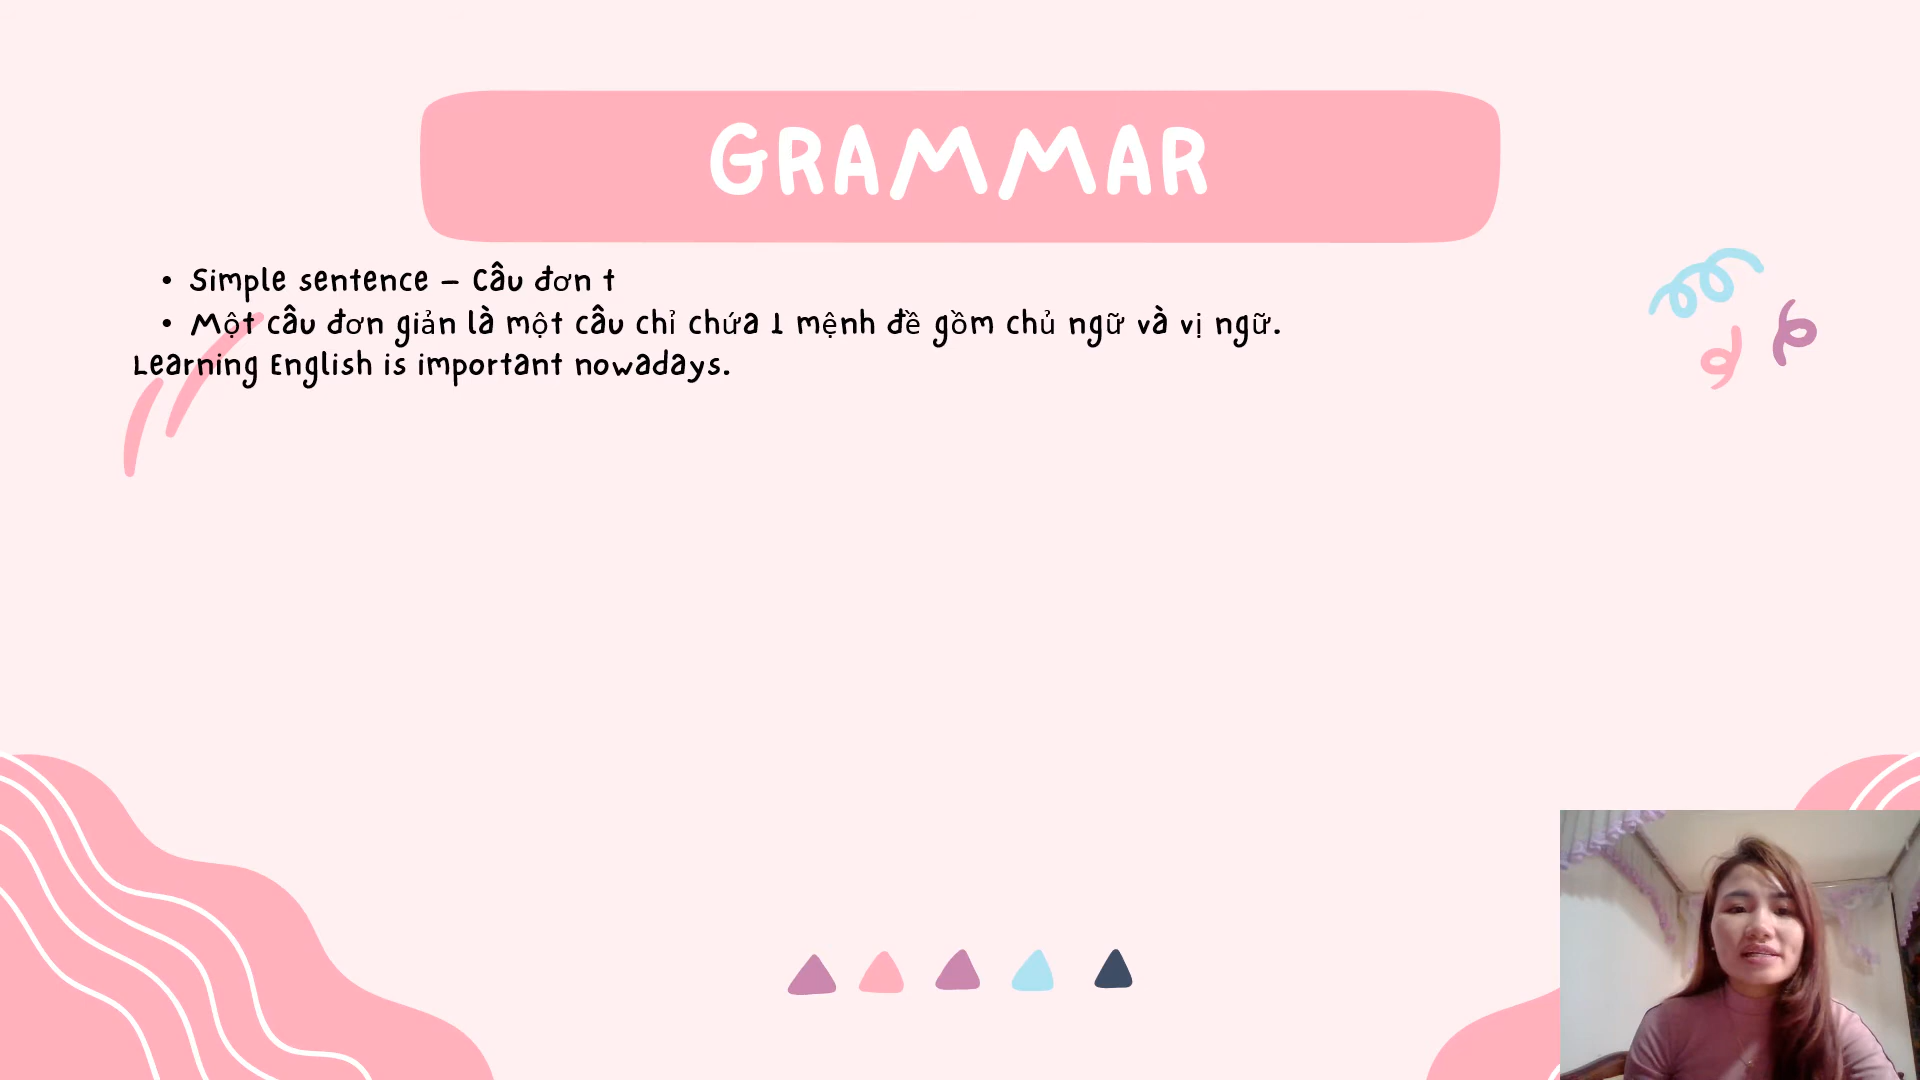 GRAMMAR
• Simple sentence – Câu đơn t
• Một câu đơn giản là một câu chỉ chứa 1 mệnh đề gồm chủ ngữ và vị ngữ.
Learning English is important nowadays.